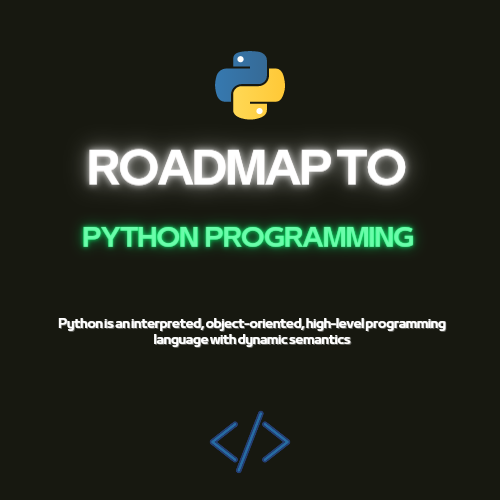 ROADMAP TO
PYTHON PROGRAMMING
Python is an interpreted, object-oriented, high-level programming
language with dynamic semantics
</>